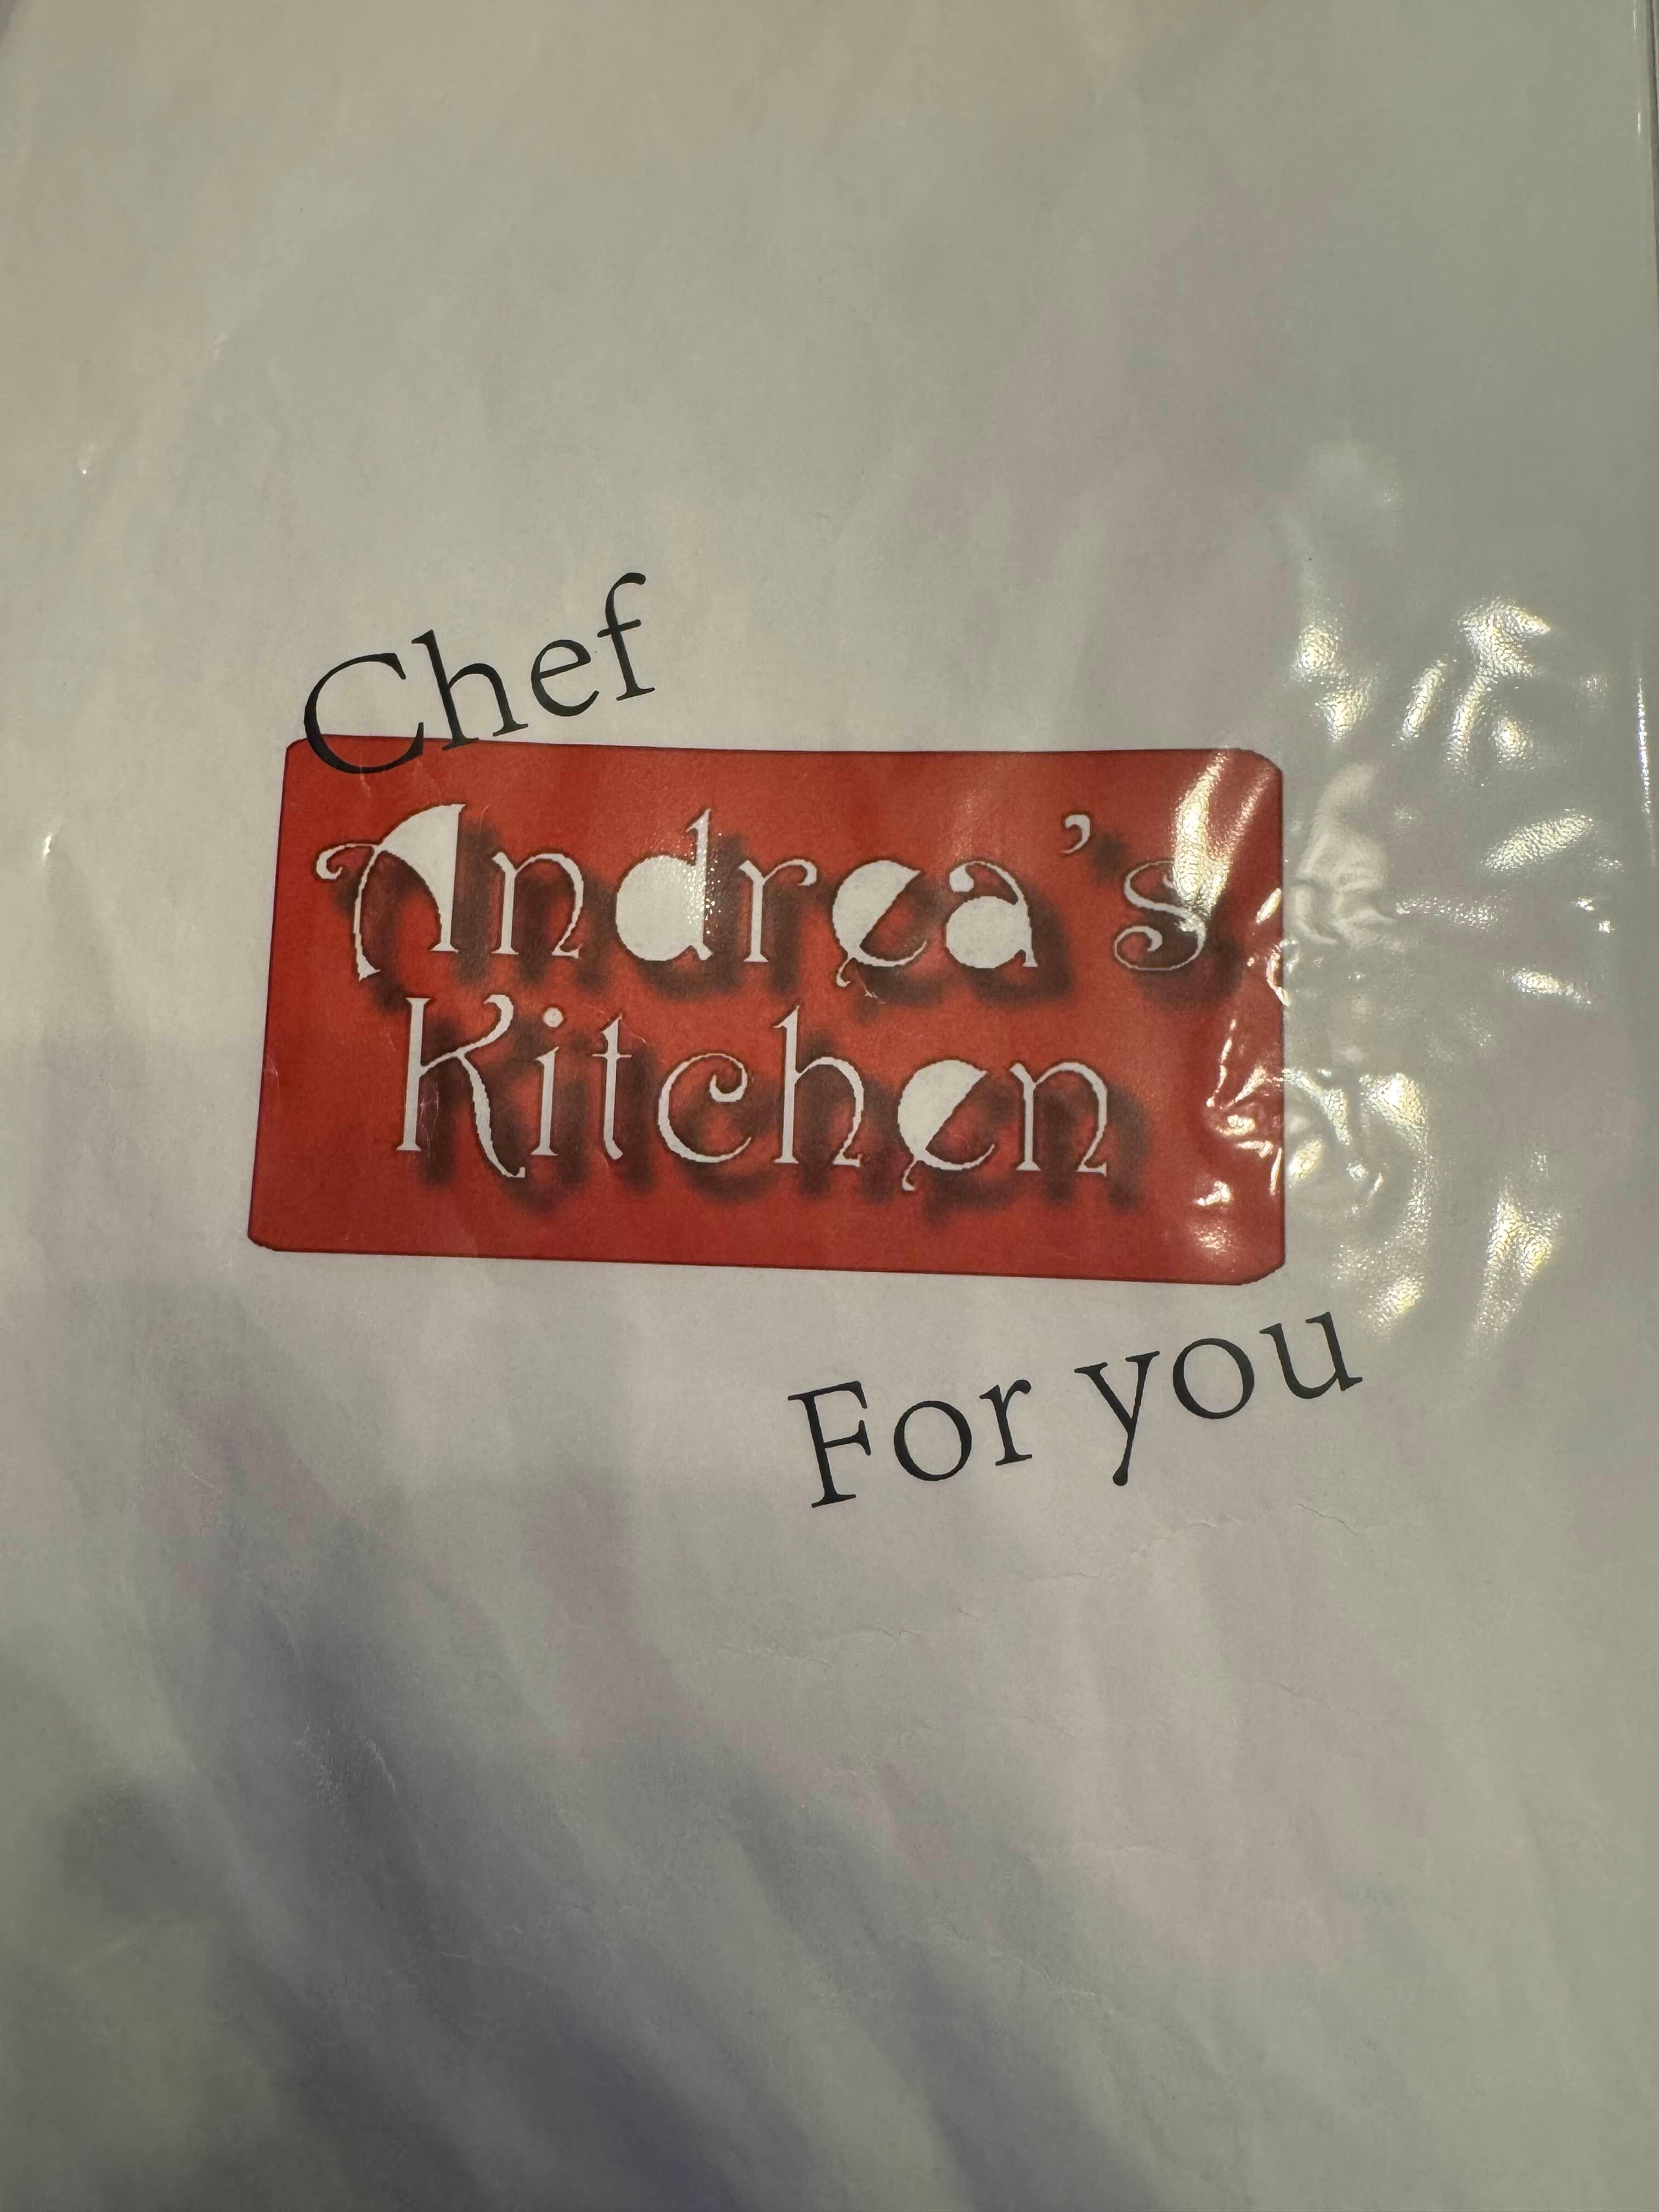 Chef
Andrea's
Kitchen
For you